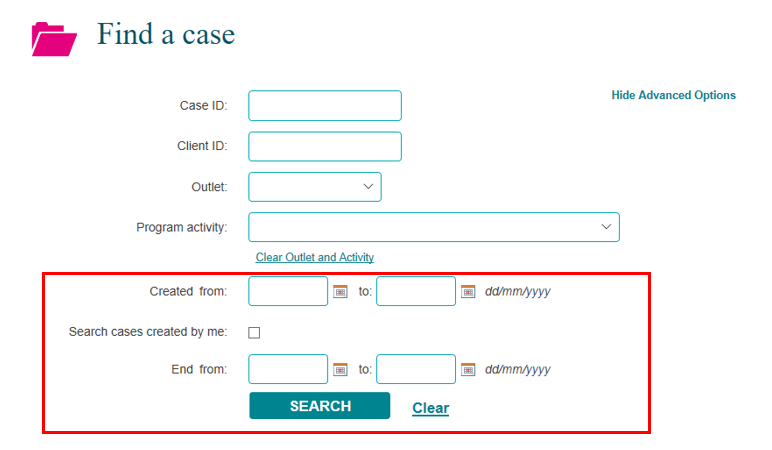 Find a case
Case ID:
Hide Advanced Options
Client ID:
Outlet:
Program activity:
Clear Outlet and Activity
Created from: to: dd/mm/yyyy
Search cases created by me:
End from: to: dd/mm/yyyy
SEARCH Clear